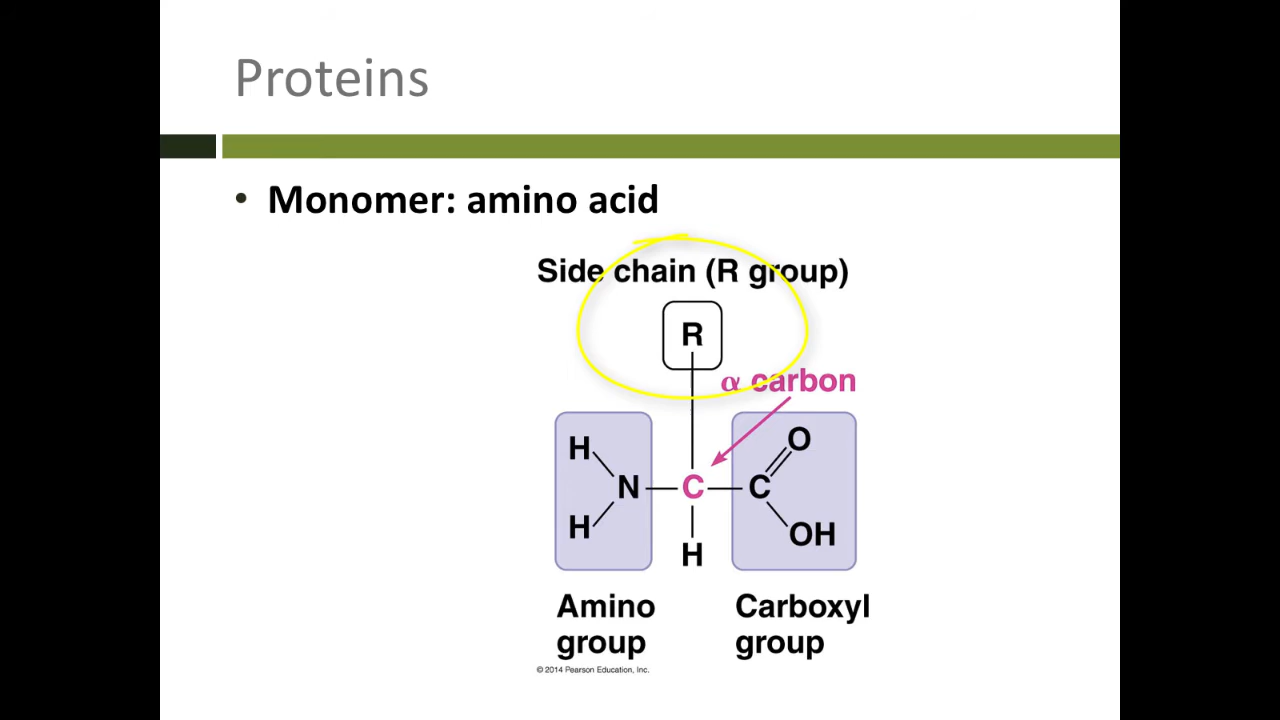 Proteins
• Monomer: amino acid
Side chain (R group)
R
α carbon
H
O
N
C
C
H
OH
H
Amino
group
Carboxyl
group
© 2014 Pearson Education, Inc.